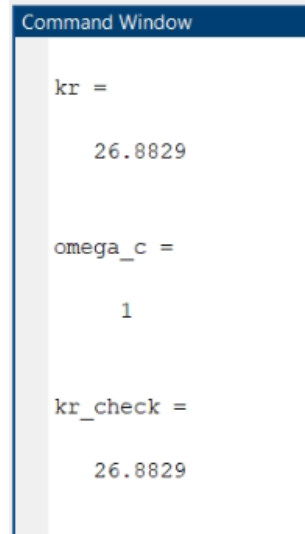 Command Window
kr =
26.8829
omega_c =
1
kr_check =
26.8829